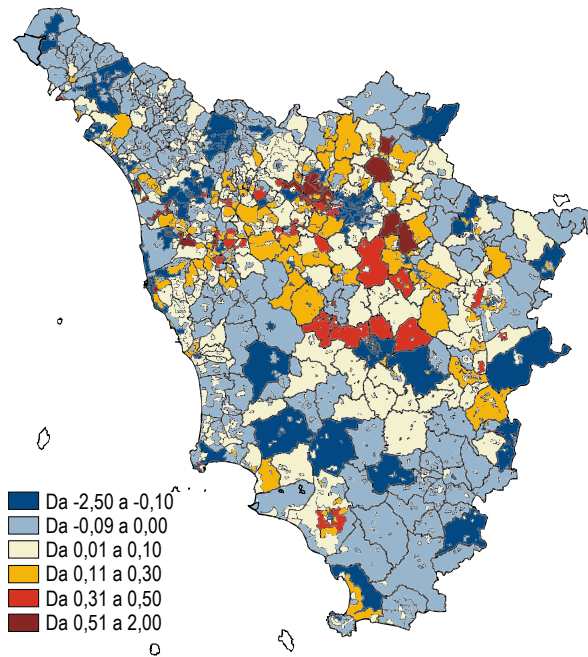 Da -2,50 a -0,10
Da -0,09 a 0,00
Da 0,01 a 0,10
Da 0,11 a 0,30
Da 0,31 a 0,50
Da 0,51 a 2,00